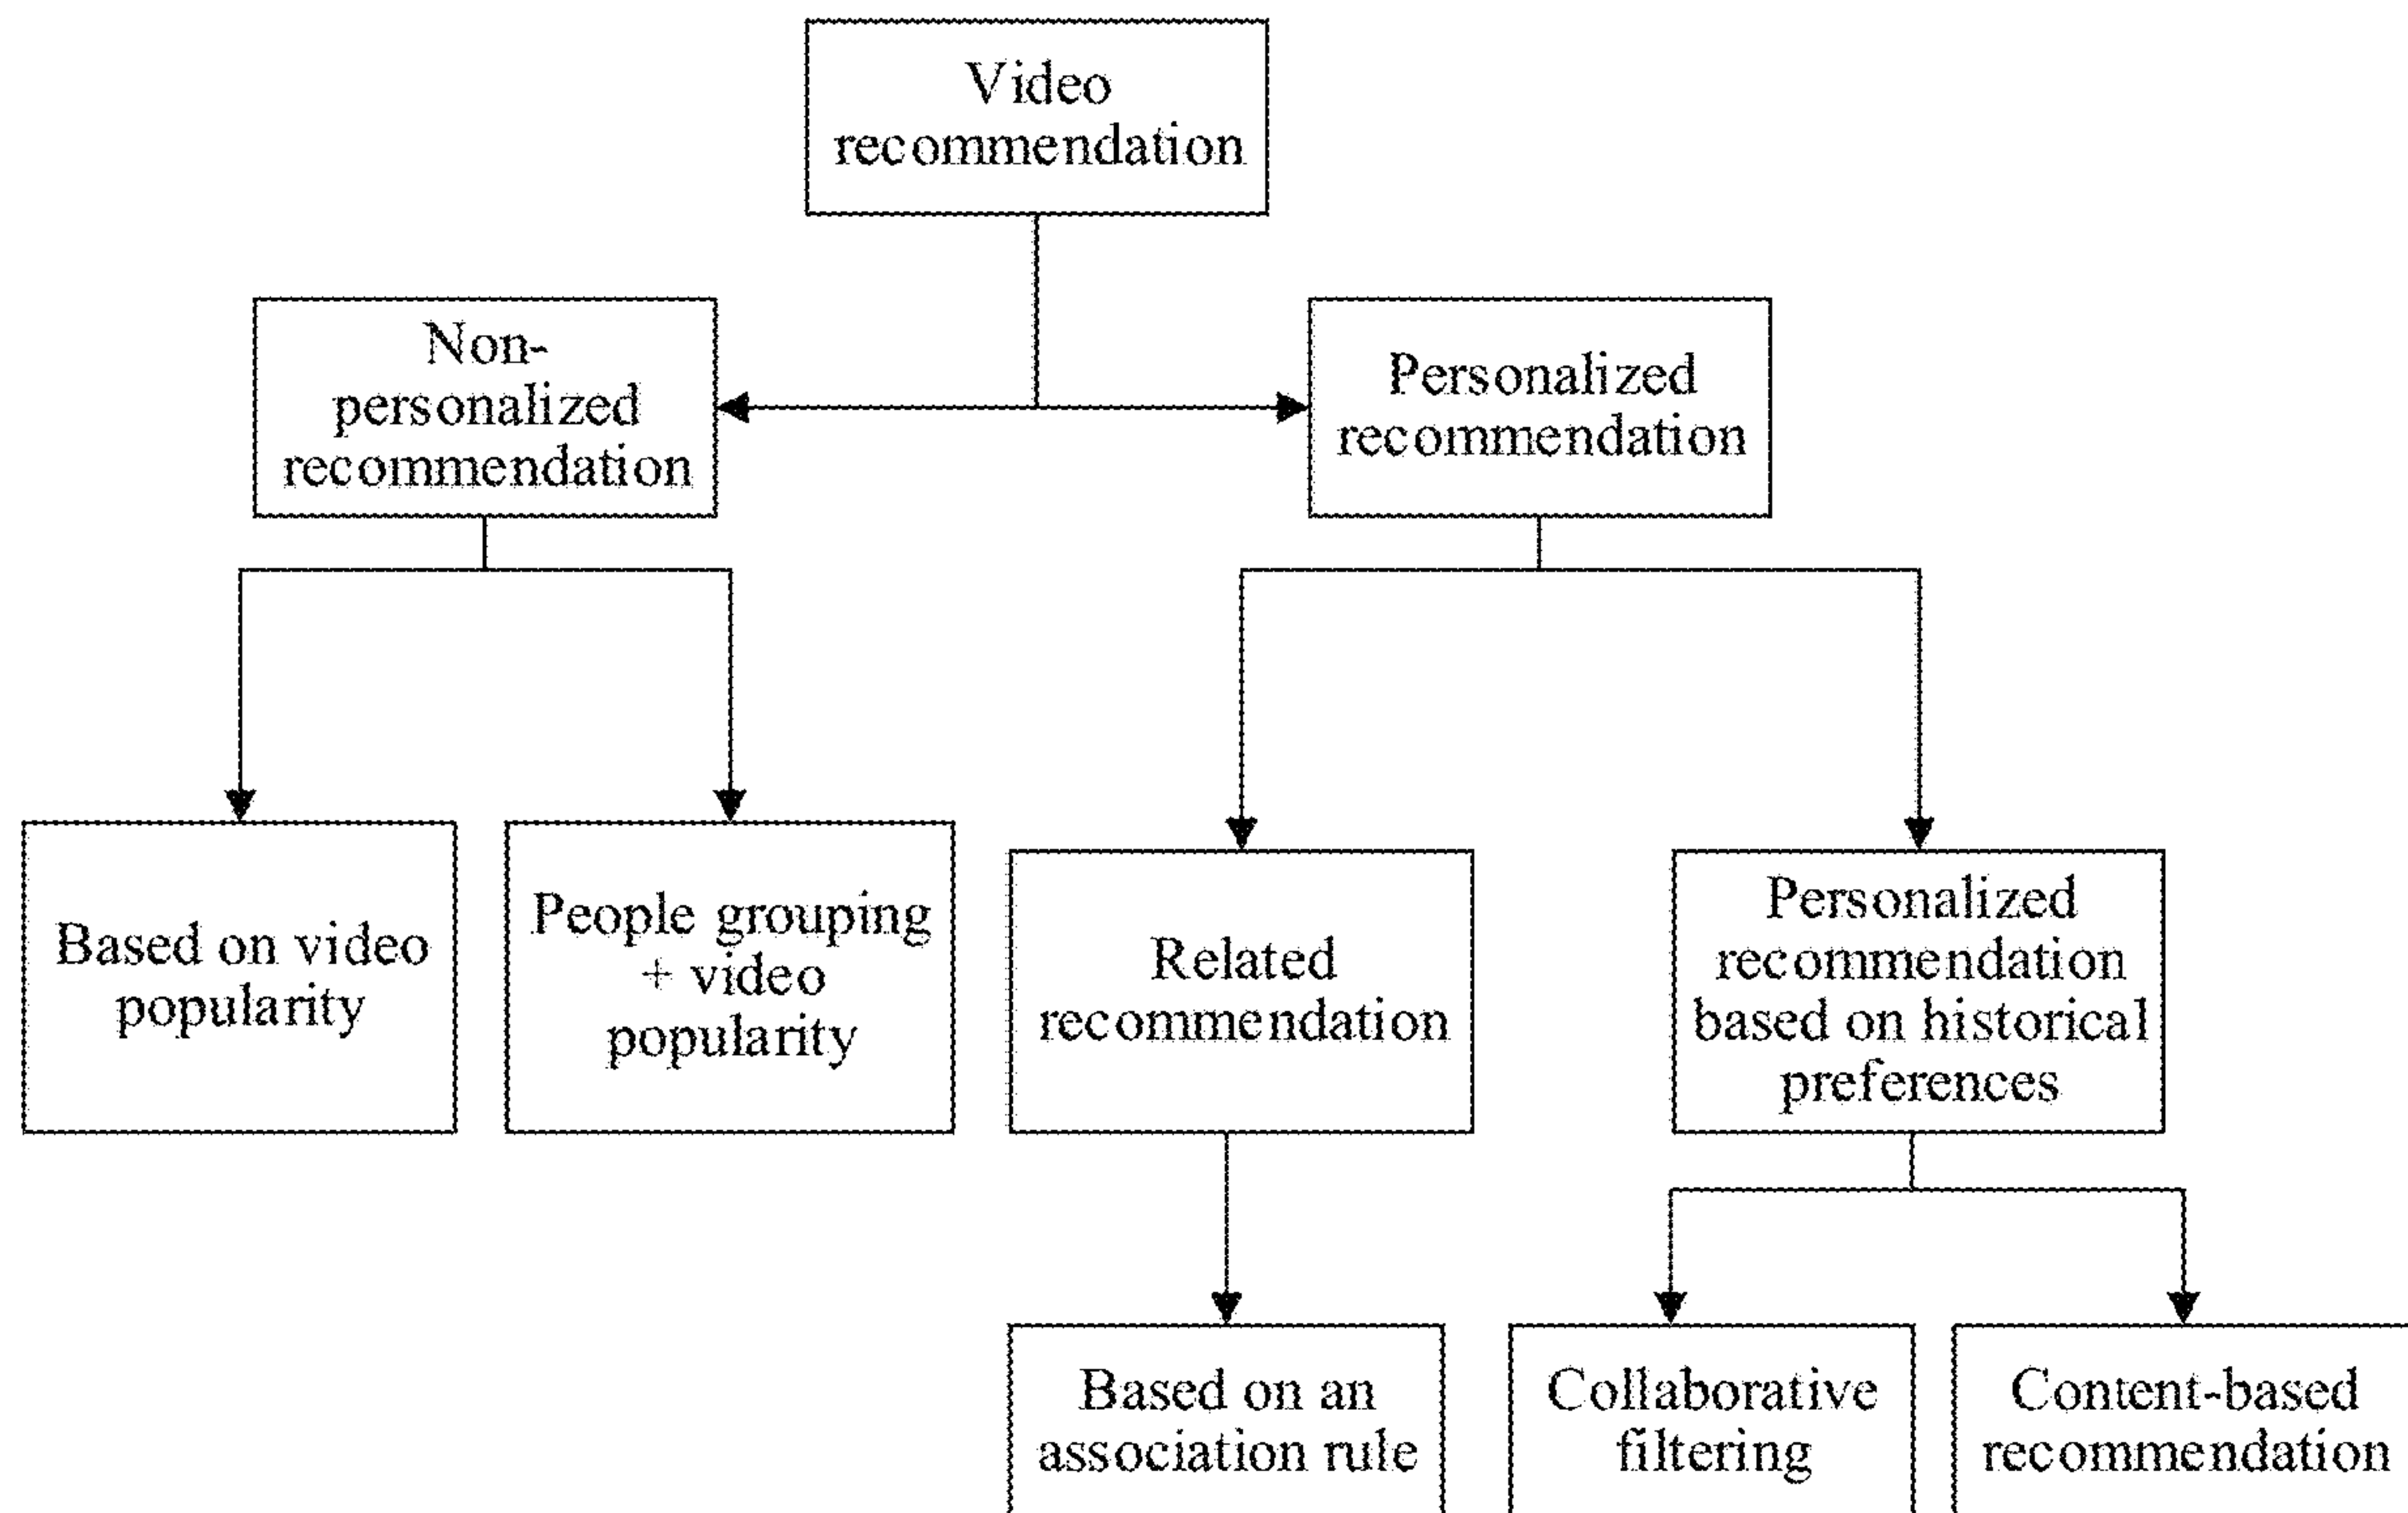 Video
recommendation
Non-
personalized
recommendation
Personalized
recommendation
Based on video
popularity
People grouping
+ video
popularity
Related
recommendation
Personalized
recommendation
based on historical
preferences
Based on an
association rule
Collaborative
filtering
Content-based
recommendation